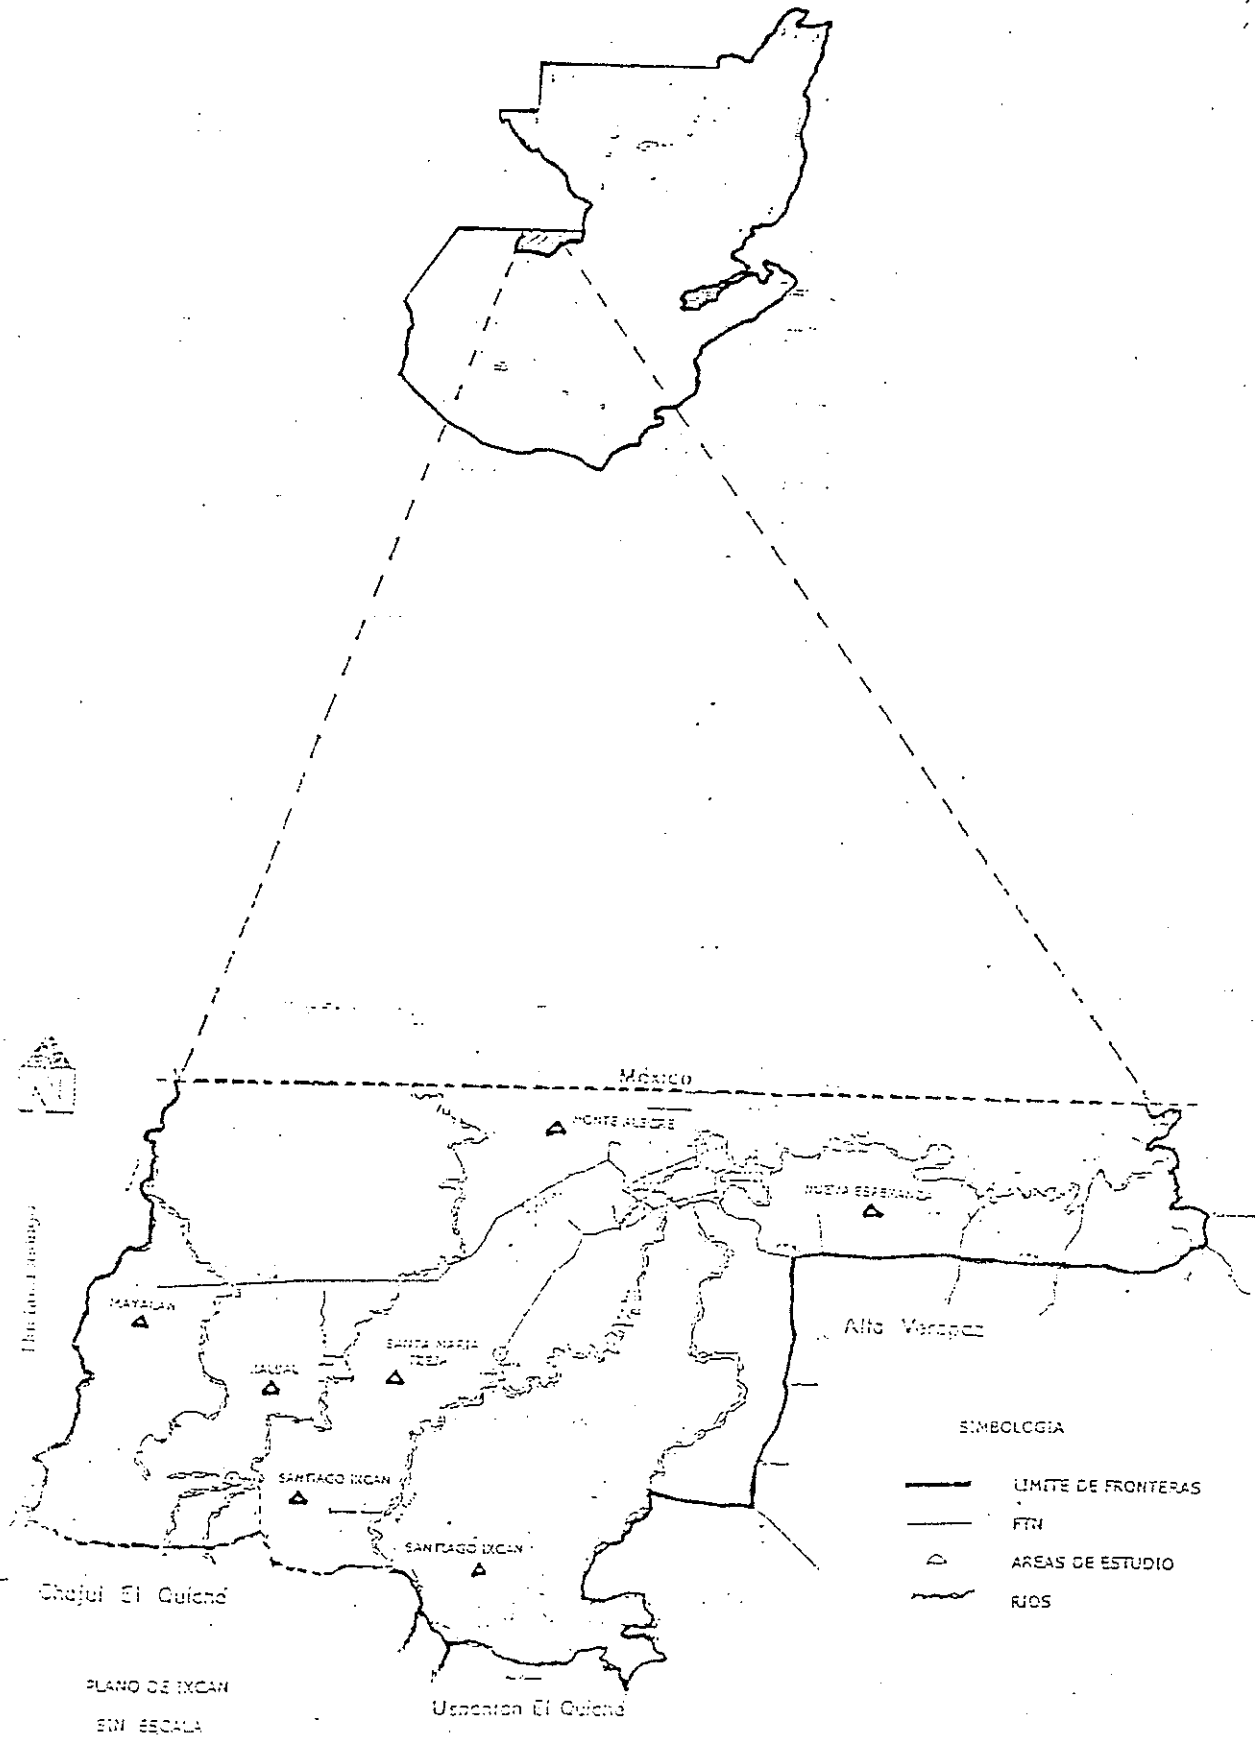 México
MONTE ALEGRE
NUEVA ESPERANZA
MAYALAN
Alta Verapaz
SANTA MARIA
TZEJA
SIMBOLOGIA
SANTIAGO IXCAN
LIMITE DE FRONTERAS
FTN
SANTIAGO IXCAN
AREAS DE ESTUDIO
Chajul El Quiché
RIOS
PLANO DE IXCAN
Uspantan El Quiché
SIN ESCALA